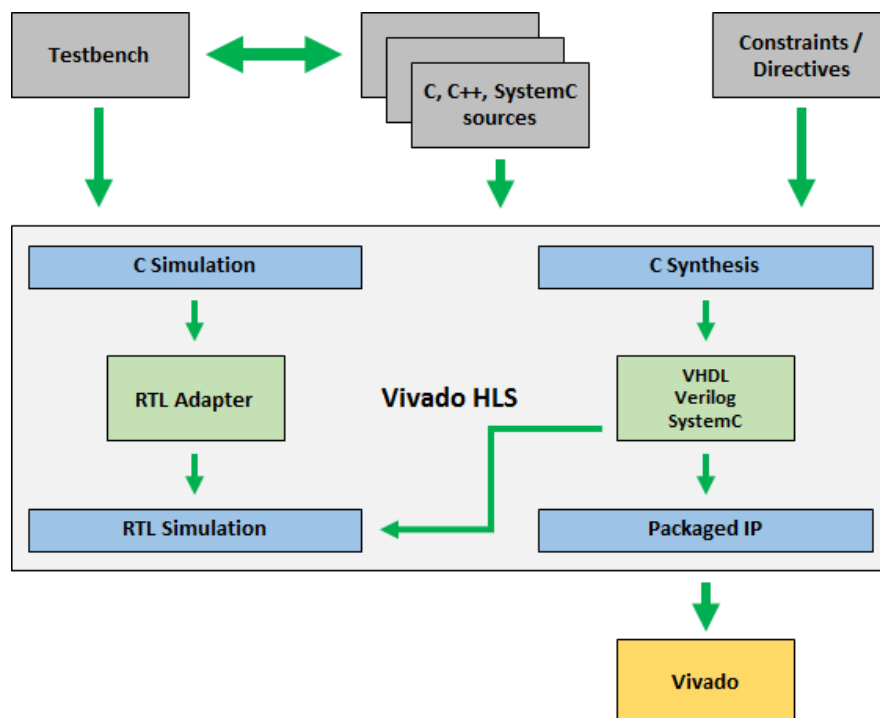 Testbench
C, C++, SystemC
sources
Constraints /
Directives
C Simulation
C Synthesis
RTL Adapter
Vivado HLS
VHDL
Verilog
SystemC
RTL Simulation
Packaged IP
Vivado